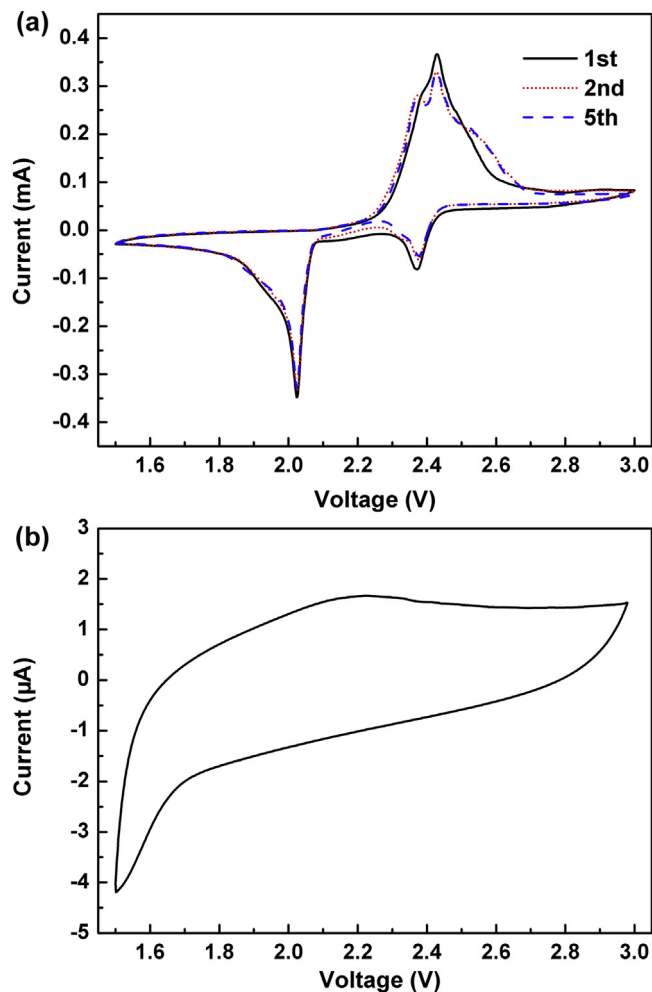 (a)
0.4
0.3
0.2
0.1
0.0
-0.1
-0.2
-0.3
-0.4
Current (mA)
1st
2nd
5th
1.6 1.8 2.0 2.2 2.4 2.6 2.8 3.0
Voltage (V)
(b)
3
2
1
0
-1
-2
-3
-4
-5
Current (μA)
1.6 1.8 2.0 2.2 2.4 2.6 2.8 3.0
Voltage (V)